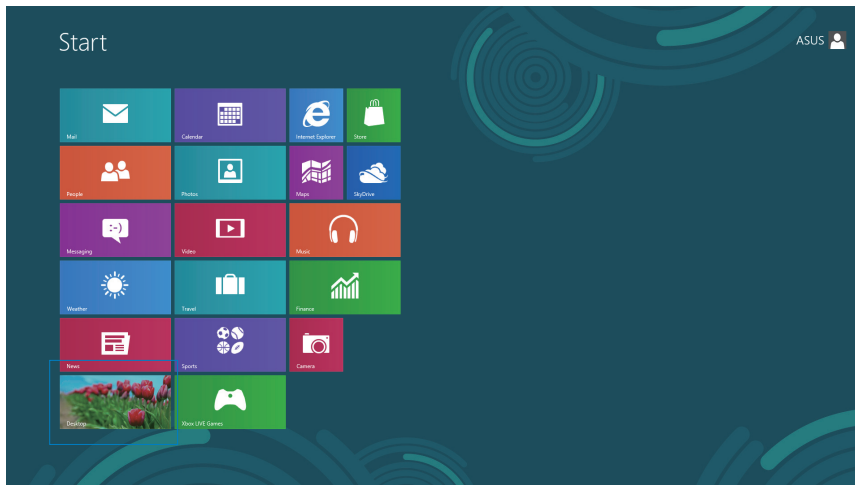 Start
ASUS
Mail
Calendar
Internet Explorer
Store
People
Photos
Maps
SkyDrive
Messaging
Video
Music
Weather
Travel
Finance
News
Sports
Camera
Desktop
Xbox LIVE Games